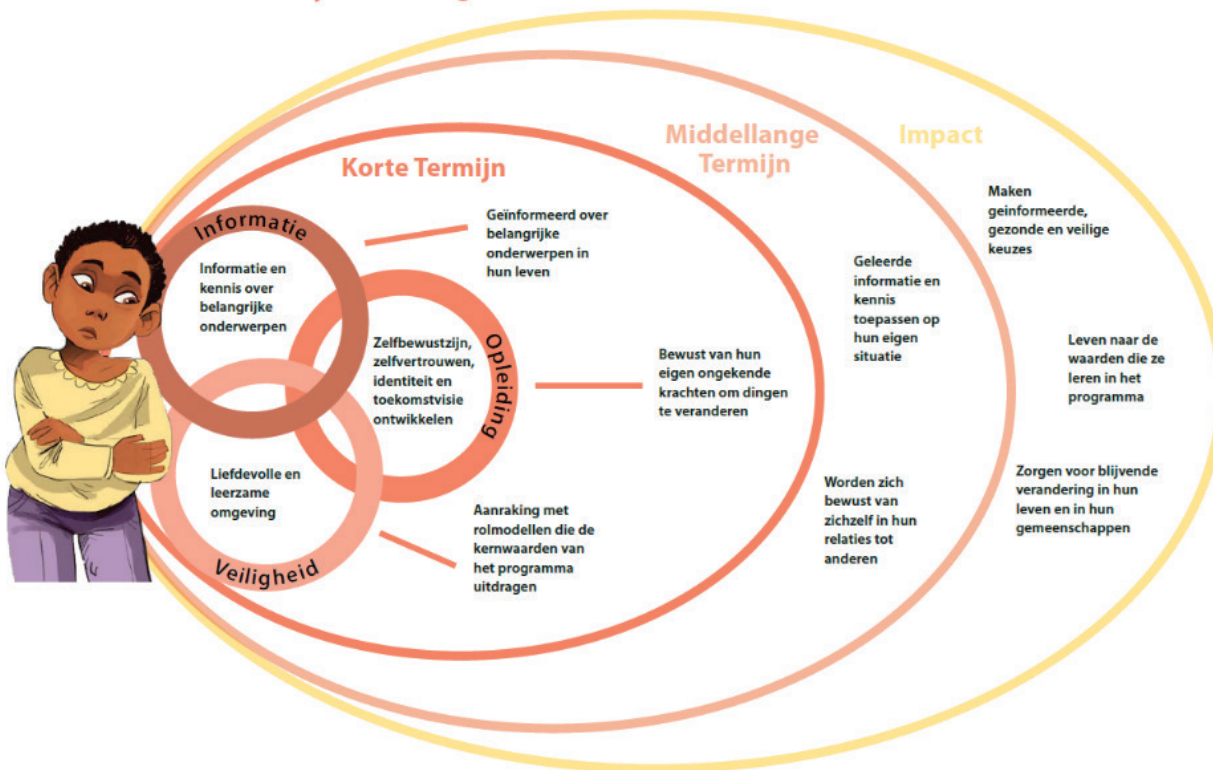 Korte Termijn
Middellange
Termijn
Impact
Informatie
Informatie en
kennis over
belangrijke
onderwerpen
Opleiding
Zelfbewustzijn,
zelfvertrouwen,
identiteit en
toekomstvisie
ontwikkelen
Veiligheid
Liefdevolle en
leerzame
omgeving
Geïnformeerd over
belangrijke
onderwerpen in
hun leven
Bewust van hun
eigen ongekende
krachten om dingen
te veranderen
Aanraking met
rolmodellen die de
kernwaarden van
het programma
uitdragen
Geleerde
informatie en
kennis
toepassen op
hun eigen
situatie
Worden zich
bewust van
zichzelf in hun
relaties tot
anderen
Maken
geinformeerde,
gezonde en veilige
keuzes
Leven naar de
waarden die ze
leren in het
programma
Zorgen voor blijvende
verandering in hun
leven en in hun
gemeenschappen